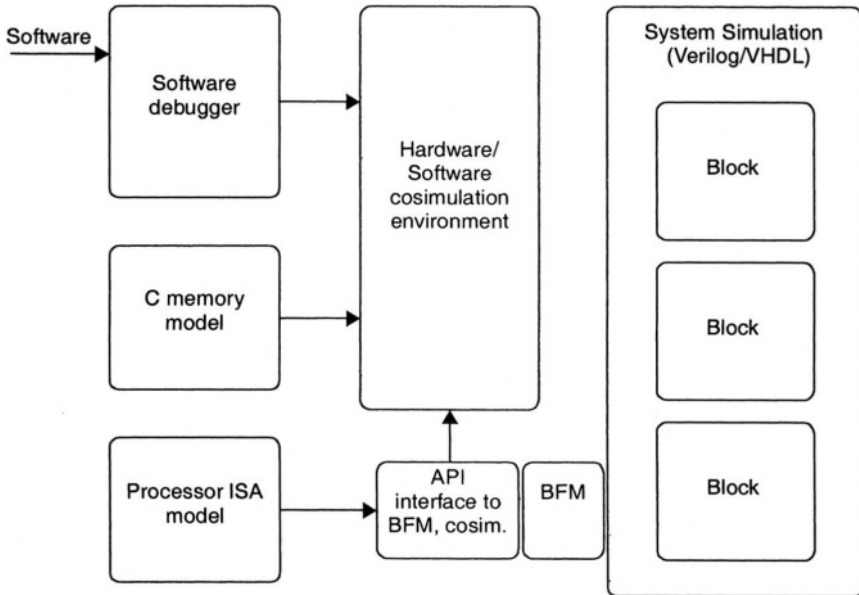 Software
Software
debugger
Hardware/
Software
cosimulation
environment
System Simulation
(Verilog/VHDL)
Block
C memory
model
Block
Processor ISA
model
API
interface to
BFM, cosim.
BFM
Block